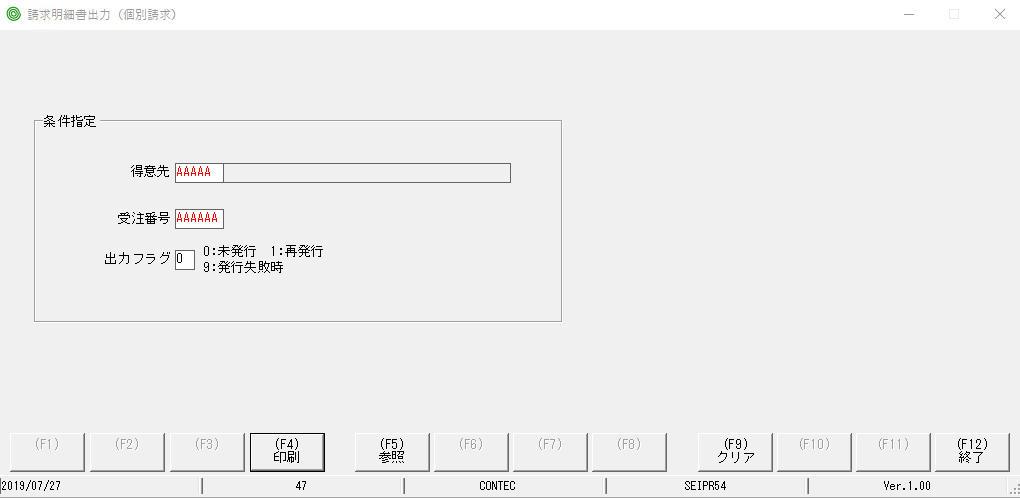 請求明細書出力（個別請求）
条件指定
得意先 AAAAA
受注番号 AAAAAA
出力フラグ 0 0:未発行　1:再発行
9:発行失敗時
(F1) (F2) (F3) (F4) (F5) (F6) (F7) (F8) (F9) (F10) (F11) (F12)
印刷 参照 クリア 終了
2019/07/27 47 CONTEC SEIPR54 Ver.1.00